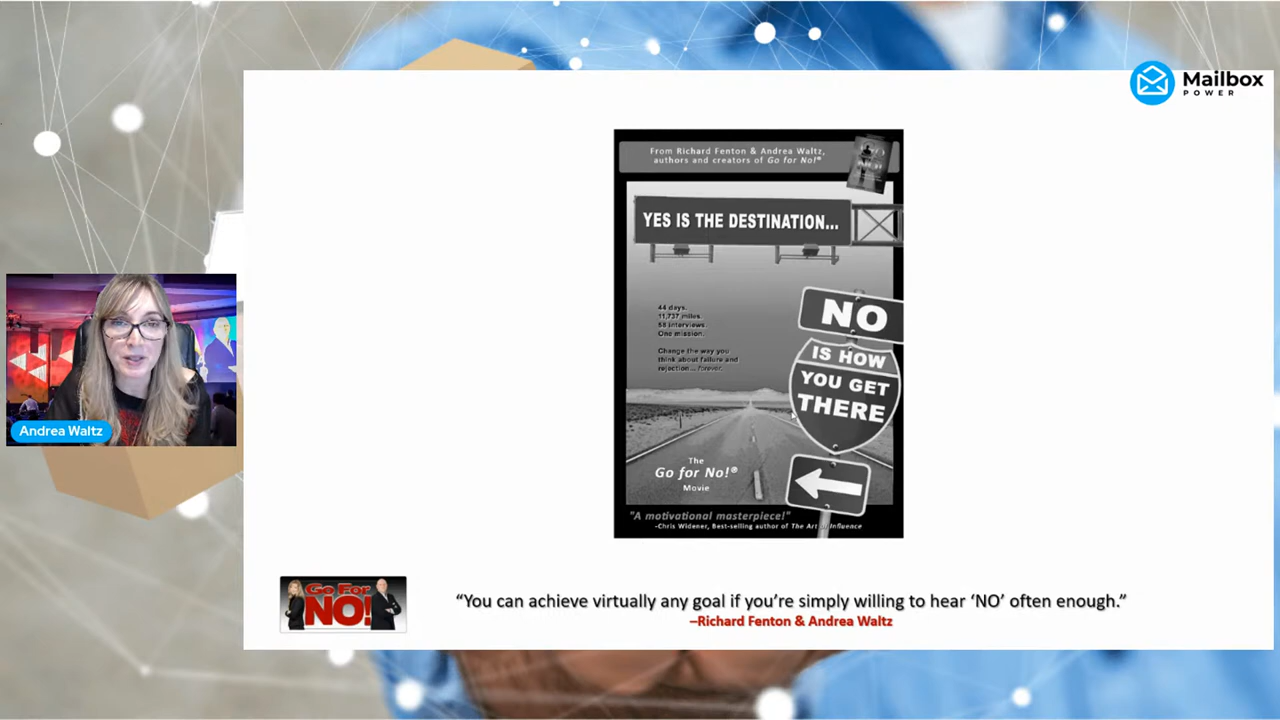 Mailbox
POWER
From Richard Fenton & Andrea Waltz,
authors and creators of Go for No!®
YES IS THE DESTINATION...
44 days.
11,737 miles.
58 interviews.
One mission.
Change the way you
think about failure and
rejection... forever.
NO
IS HOW
YOU GET
THERE
The
Go for No!®
Movie
"A motivational masterpiece!"
-Chris Widener, Best-selling author of The Art of Influence
Andrea Waltz
Go For
NO!
“You can achieve virtually any goal if you’re simply willing to hear ‘NO’ often enough.”
–Richard Fenton & Andrea Waltz